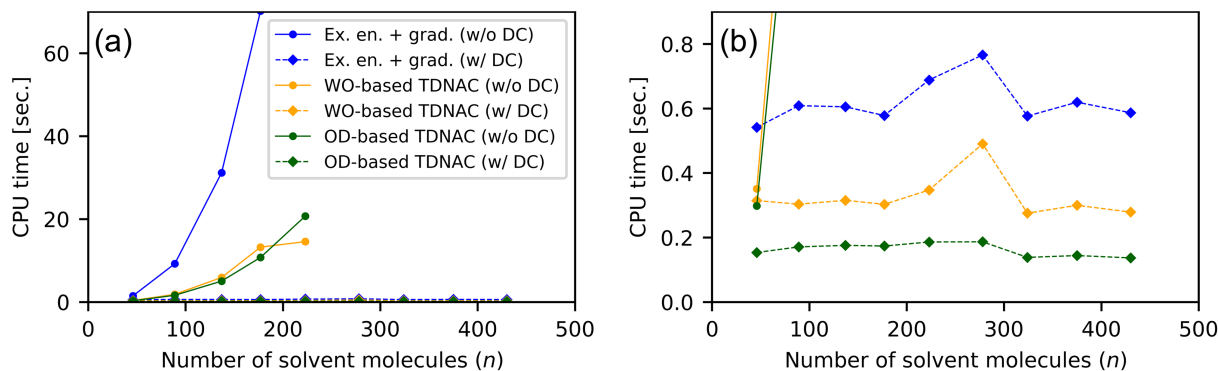 (a)
CPU time [sec.]
60
40
20
0
Ex. en. + grad. (w/o DC)
Ex. en. + grad. (w/ DC)
WO-based TDNAC (w/o DC)
WO-based TDNAC (w/ DC)
OD-based TDNAC (w/o DC)
OD-based TDNAC (w/ DC)
0 100 200 300 400 500
Number of solvent molecules (n)
(b)
CPU time [sec.]
0.8
0.6
0.4
0.2
0.0
0 100 200 300 400 500
Number of solvent molecules (n)